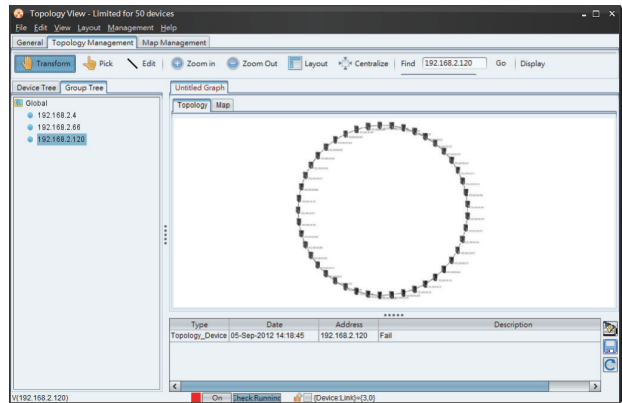 Topology View - Limited for 50 devices
File Edit View Layout Management Help
General Topology Management Map Management
Transform Pick Edit Zoom in Zoom Out Layout Centralize Find 192.168.2.120 Go Display
Device Tree Group Tree Untitled Graph
Topology Map
Global
192.168.2.4
192.168.2.66
192.168.2.120
Type Date Address Description
Topology_Device 05-Sep-2012 14:18:45 192.168.2.120 Fail
V(192.168.2.120) On Check:Running {Device:Link}={3,0}